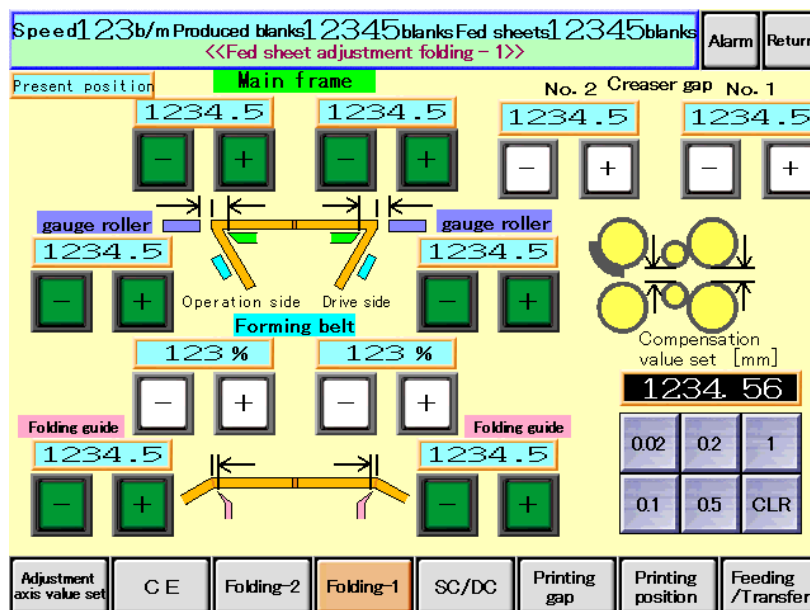 Speed123b/m Produced blanks12345blanks Fed sheets12345blanks
<<Fed sheet adjustment folding - 1>>
Alarm
Return
Present position
Main frame
No. 2 Creaser gap No. 1
1234.5 1234.5 1234.5 1234.5
- + - + - + - +
gauge roller gauge roller
1234.5 1234.5
- + - +
Operation side Drive side
Forming belt
123 % 123 %
- + - +
Compensation
value set [mm]
1234.56
Folding guide Folding guide
1234.5 1234.5
- + - +
0.02 0.2 1
0.1 0.5 CLR
Adjustment
axis value set
C E
Folding-2
Folding-1
SC/DC
Printing
gap
Printing
position
Feeding
/Transfer